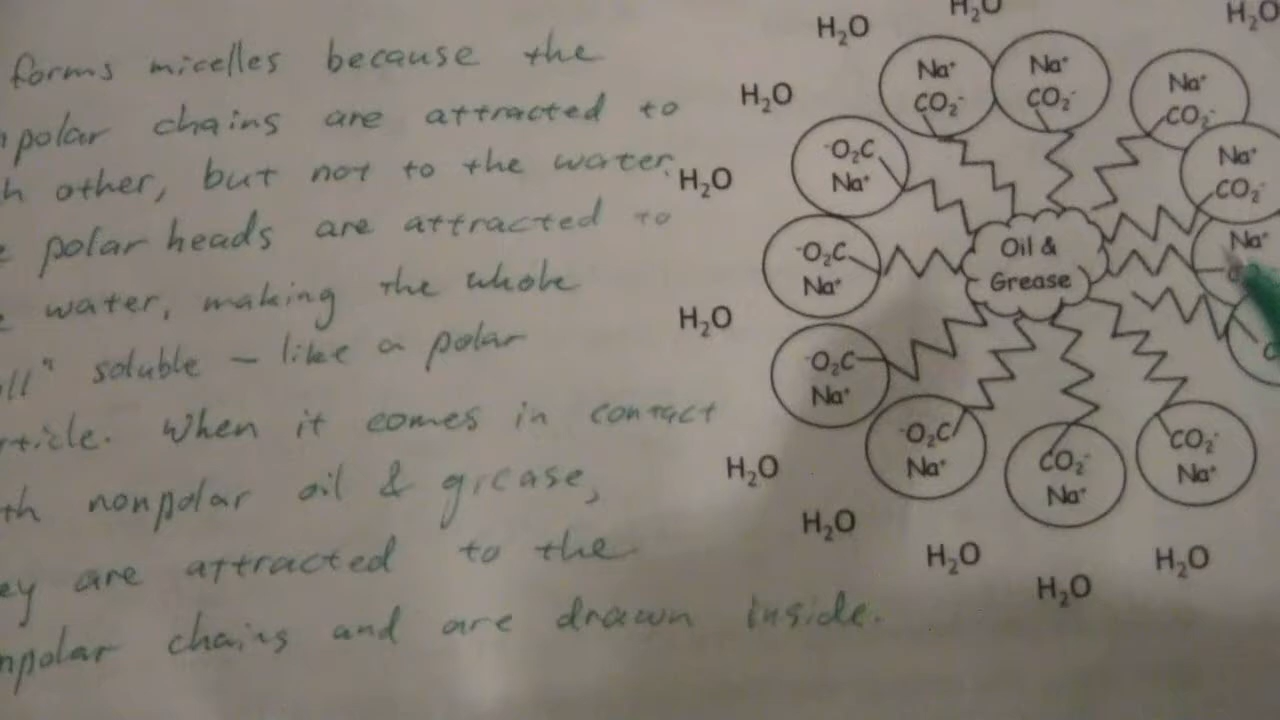 forms micelles because the
polar chains are attracted to
h other, but not to the water.
polar heads are attracted to
water, making the whole
ll" soluble – like a polar
ticle. When it comes in contact
th nonpolar oil & grease,
ey are attracted to the
npolar chains and are drawn inside.
H₂O
H₂O
H₂O
H₂O
H₂O
H₂O
H₂O
H₂O
H₂O
H₂O
H₂O
Na⁺
CO₂⁻
Na⁺
CO₂⁻
Na⁺
CO₂⁻
Na⁺
CO₂⁻
Na⁺
⁻O₂C
Na⁺
⁻O₂C
Na⁺
⁻O₂C
Na⁺
⁻O₂C
Na⁺
CO₂⁻
Na⁺
CO₂⁻
Na⁺
Oil &
Grease